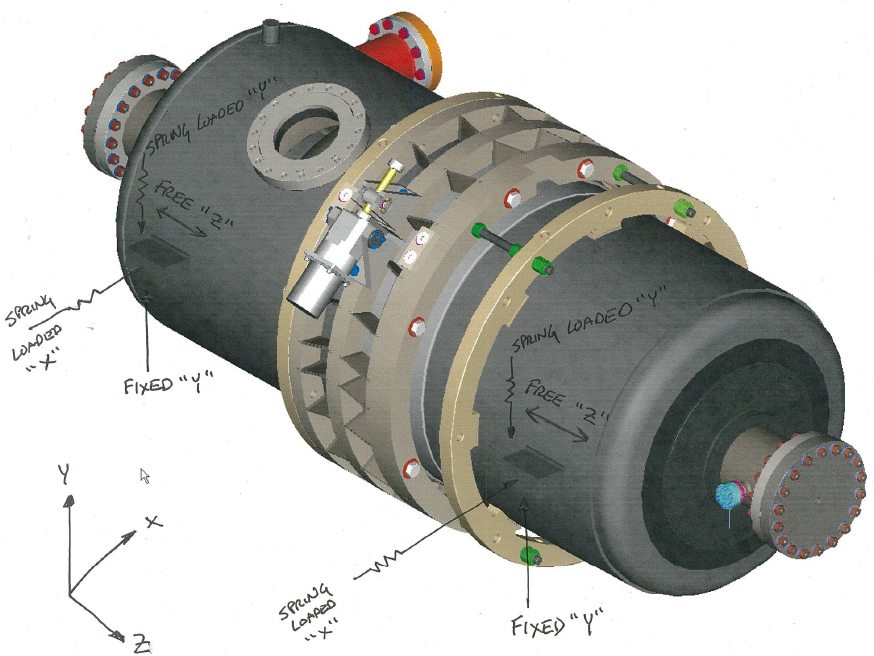 SPRING LOADED "Y"
FREE "Z"
SPRING
LOADED
"X"
FIXED "Y"
SPRING LOADED "Y"
FREE "Z"
SPRING
LOADED
"X"
FIXED "Y"
Y
X
Z